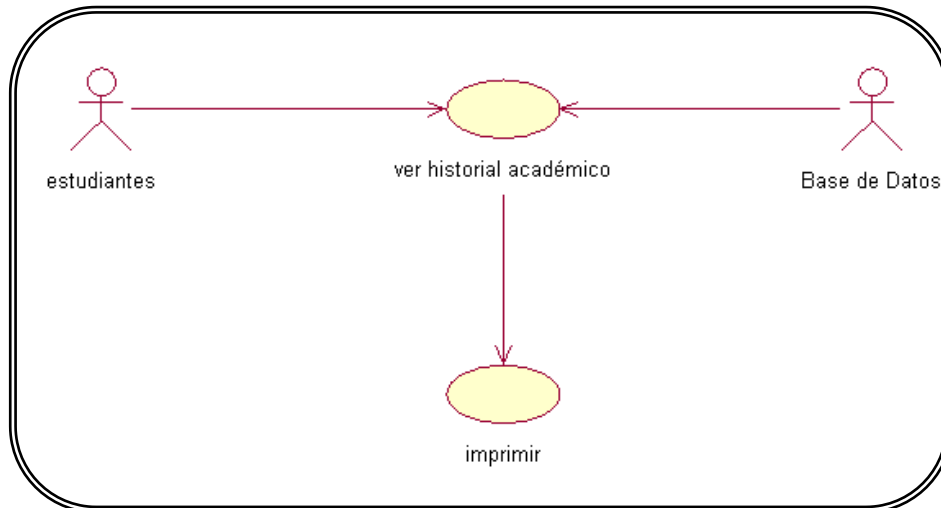 estudiantes
ver historial académico
Base de Datos
imprimir